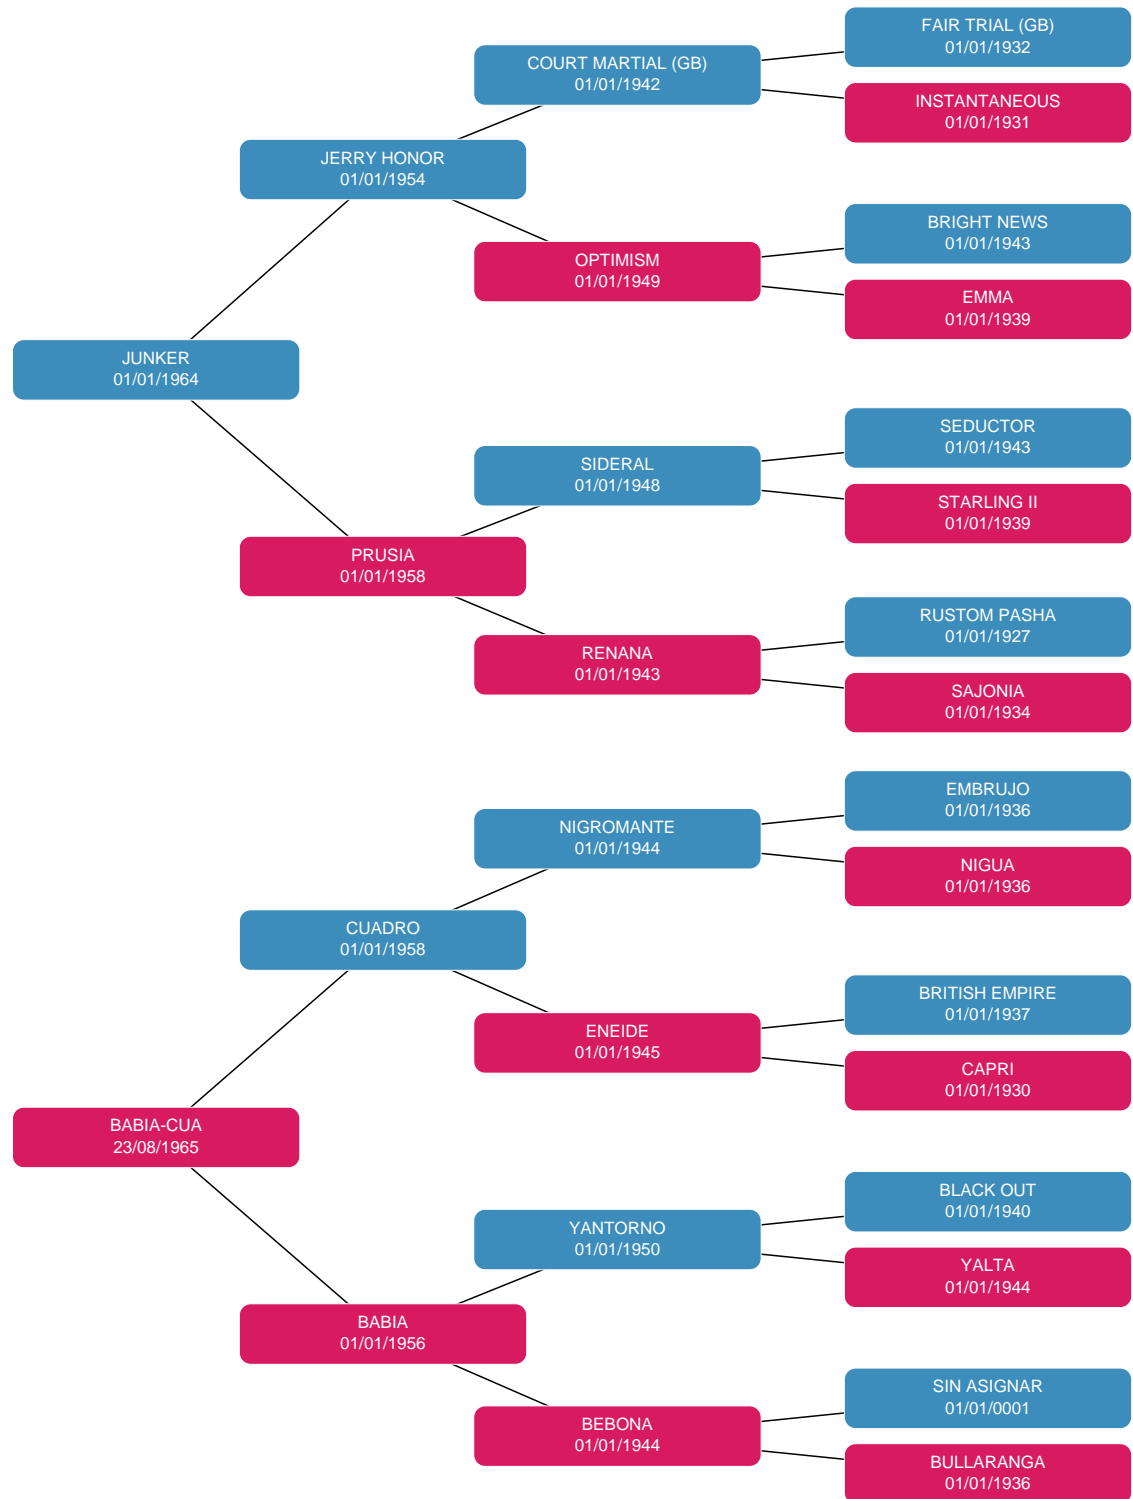 FAIR TRIAL (GB)
01/01/1932
COURT MARTIAL (GB)
01/01/1942
INSTANTANEOUS
01/01/1931
JERRY HONOR
01/01/1954
BRIGHT NEWS
01/01/1943
OPTIMISM
01/01/1949
EMMA
01/01/1939
JUNKER
01/01/1964
SEDUCTOR
01/01/1943
SIDERAL
01/01/1948
STARLING II
01/01/1939
PRUSIA
01/01/1958
RUSTOM PASHA
01/01/1927
RENANA
01/01/1943
SAJONIA
01/01/1934
EMBRUJO
01/01/1936
NIGROMANTE
01/01/1944
NIGUA
01/01/1936
CUADRO
01/01/1958
BRITISH EMPIRE
01/01/1937
ENEIDE
01/01/1945
CAPRI
01/01/1930
BABIA-CUA
23/08/1965
BLACK OUT
01/01/1940
YANTORNO
01/01/1950
YALTA
01/01/1944
BABIA
01/01/1956
SIN ASIGNAR
01/01/0001
BEBONA
01/01/1944
BULLARANGA
01/01/1936